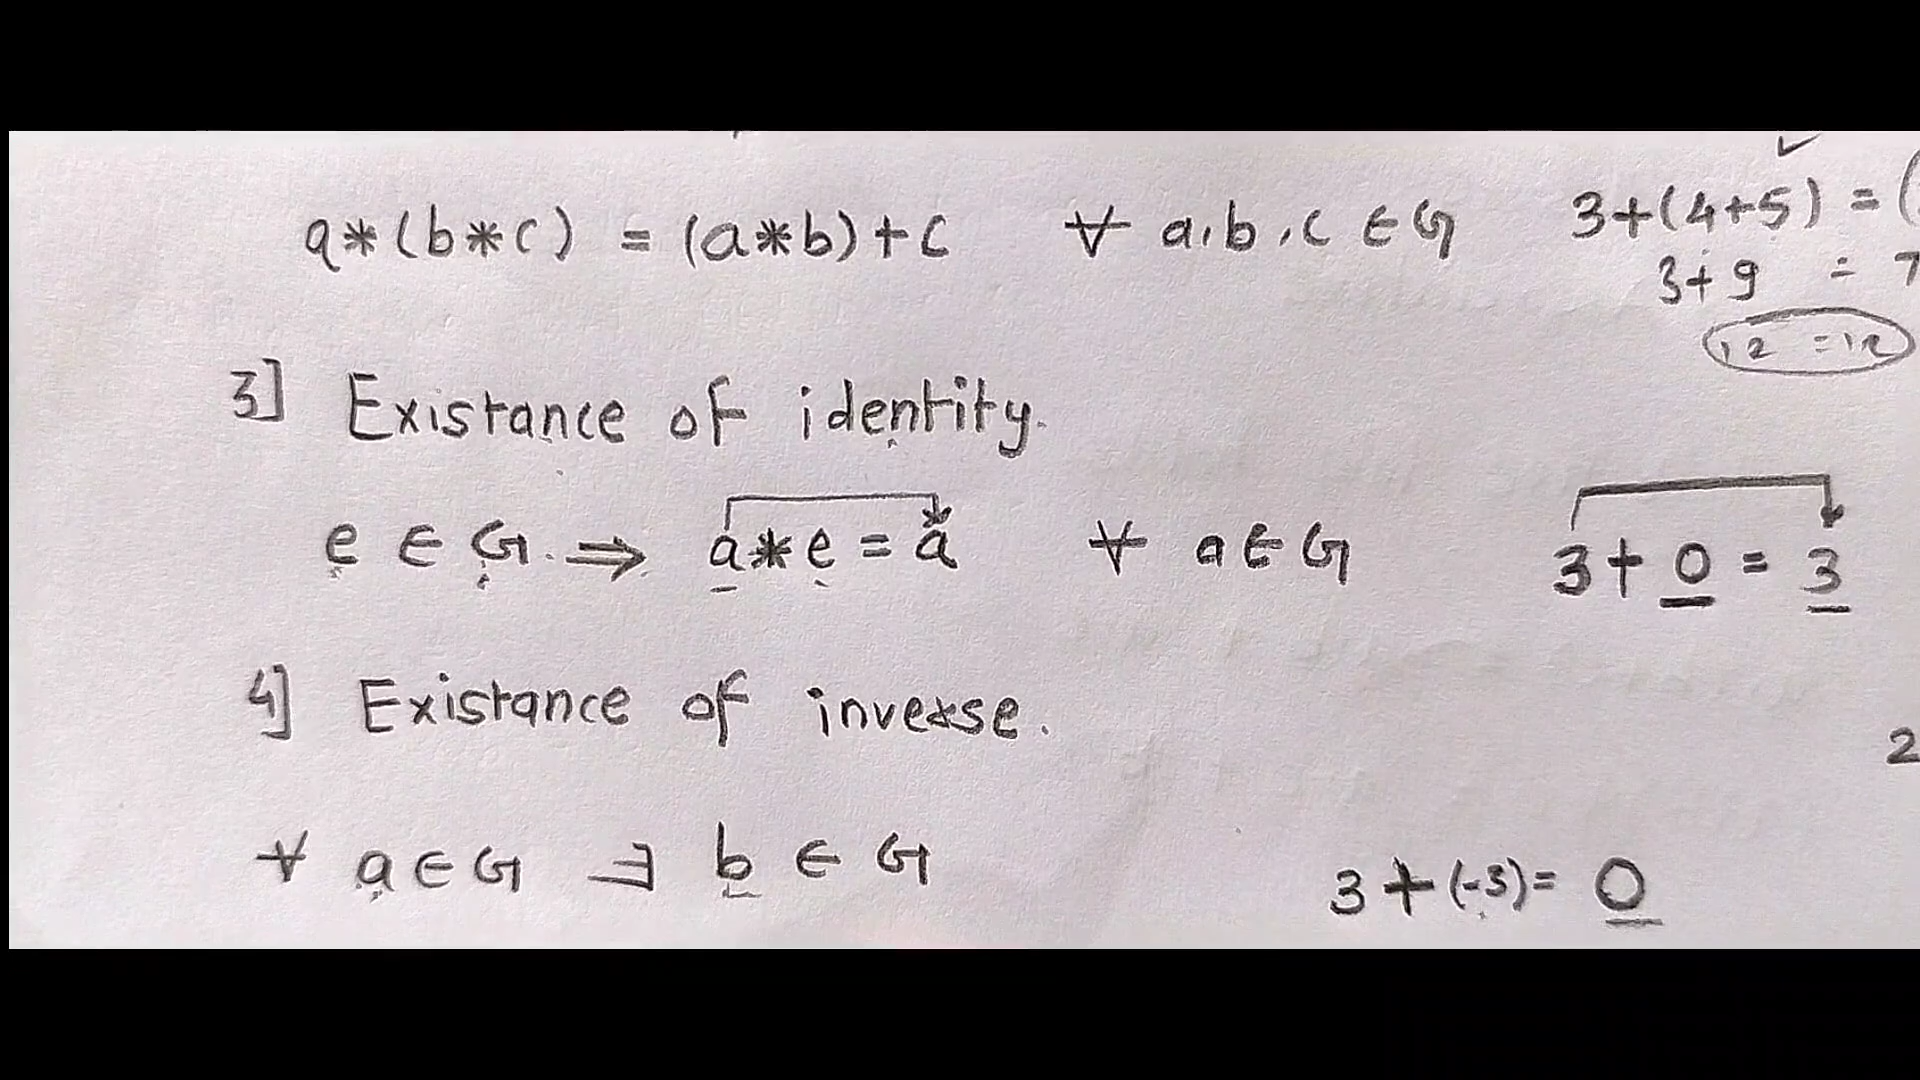 a*(b*c) = (a*b)+c ∀ a,b,c ∈ G 3+(4+5) = (
3+9 = 7
12 = 12
3] Existance of identity.
e ∈ G. ⇒ a*e = a ∀ a ∈ G 3+0 = 3
4] Existance of inverse.
2
∀ a ∈ G ∃ b ∈ G 3+(-3) = 0